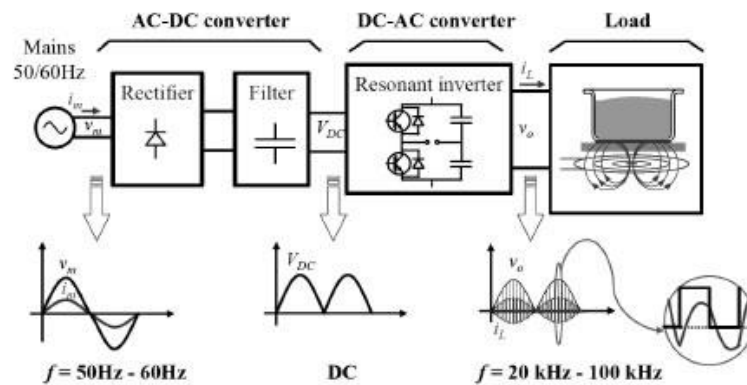 AC-DC converter
DC-AC converter
Load
Mains
50/60Hz
i_m
v_m
Rectifier
Filter
V_DC
Resonant inverter
i_L
v_o
v_m
i_m
V_DC
v_o
i_L
f = 50Hz - 60Hz
DC
f = 20 kHz - 100 kHz